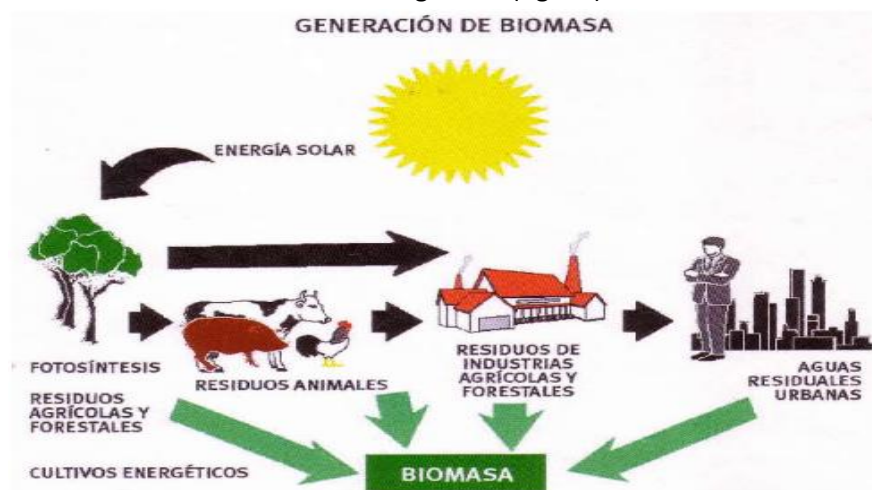 GENERACIÓN DE BIOMASA
ENERGÍA SOLAR
FOTOSÍNTESIS
RESIDUOS
AGRÍCOLAS Y
FORESTALES
CULTIVOS ENERGÉTICOS
RESIDUOS ANIMALES
RESIDUOS DE
INDUSTRIAS
AGRÍCOLAS Y
FORESTALES
AGUAS
RESIDUALES
URBANAS
BIOMASA